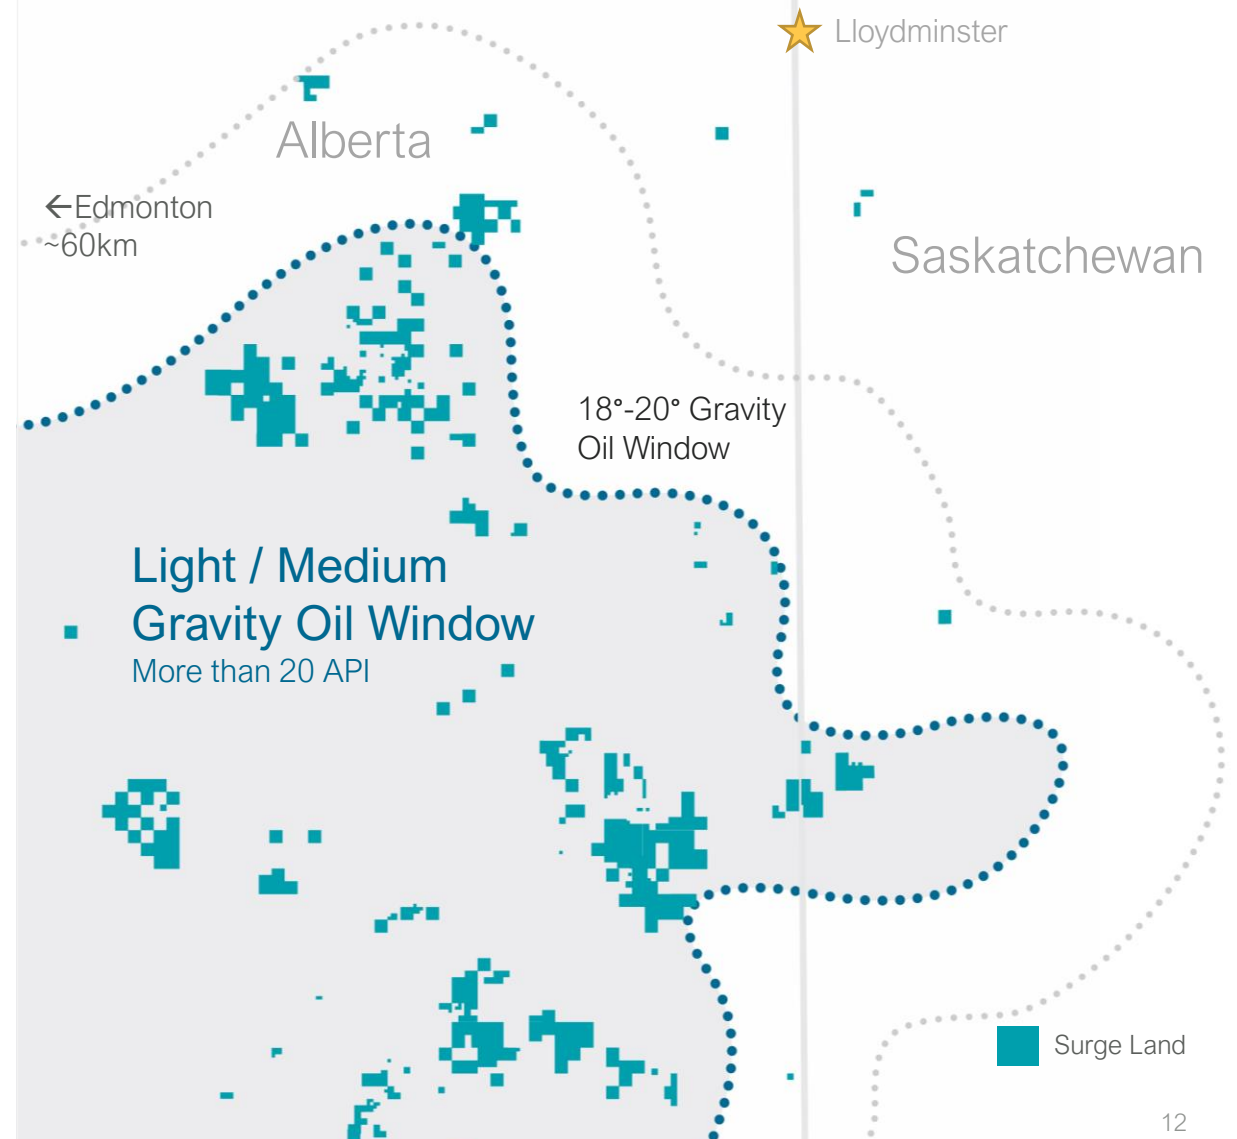 Lloydminster
Alberta
←Edmonton
~60km
Saskatchewan
18°-20° Gravity
Oil Window
Light / Medium
Gravity Oil Window
More than 20 API
Surge Land
12